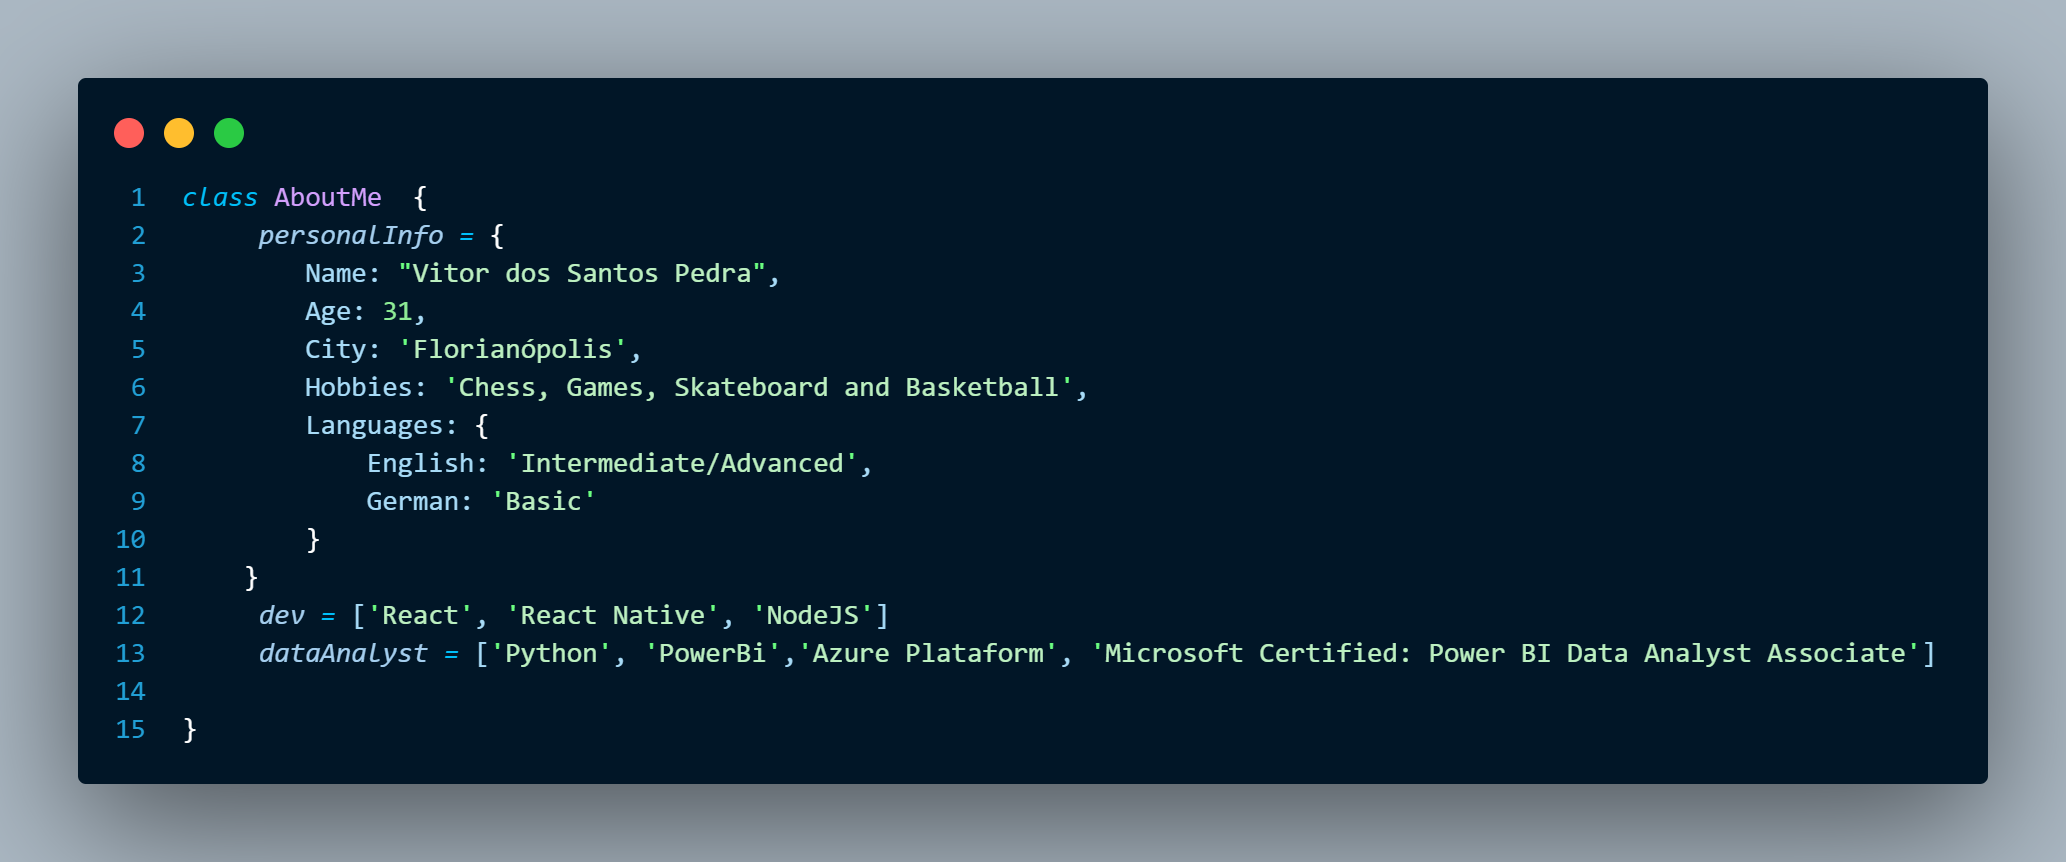 1 class AboutMe  {
2      personalInfo = {
3         Name: "Vitor dos Santos Pedra",
4         Age: 31,
5         City: 'Florianópolis',
6         Hobbies: 'Chess, Games, Skateboard and Basketball',
7         Languages: {
8             English: 'Intermediate/Advanced',
9             German: 'Basic'
10         }
11     }
12      dev = ['React', 'React Native', 'NodeJS']
13      dataAnalyst = ['Python', 'PowerBi','Azure Plataform', 'Microsoft Certified: Power BI Data Analyst Associate']
14
15 }